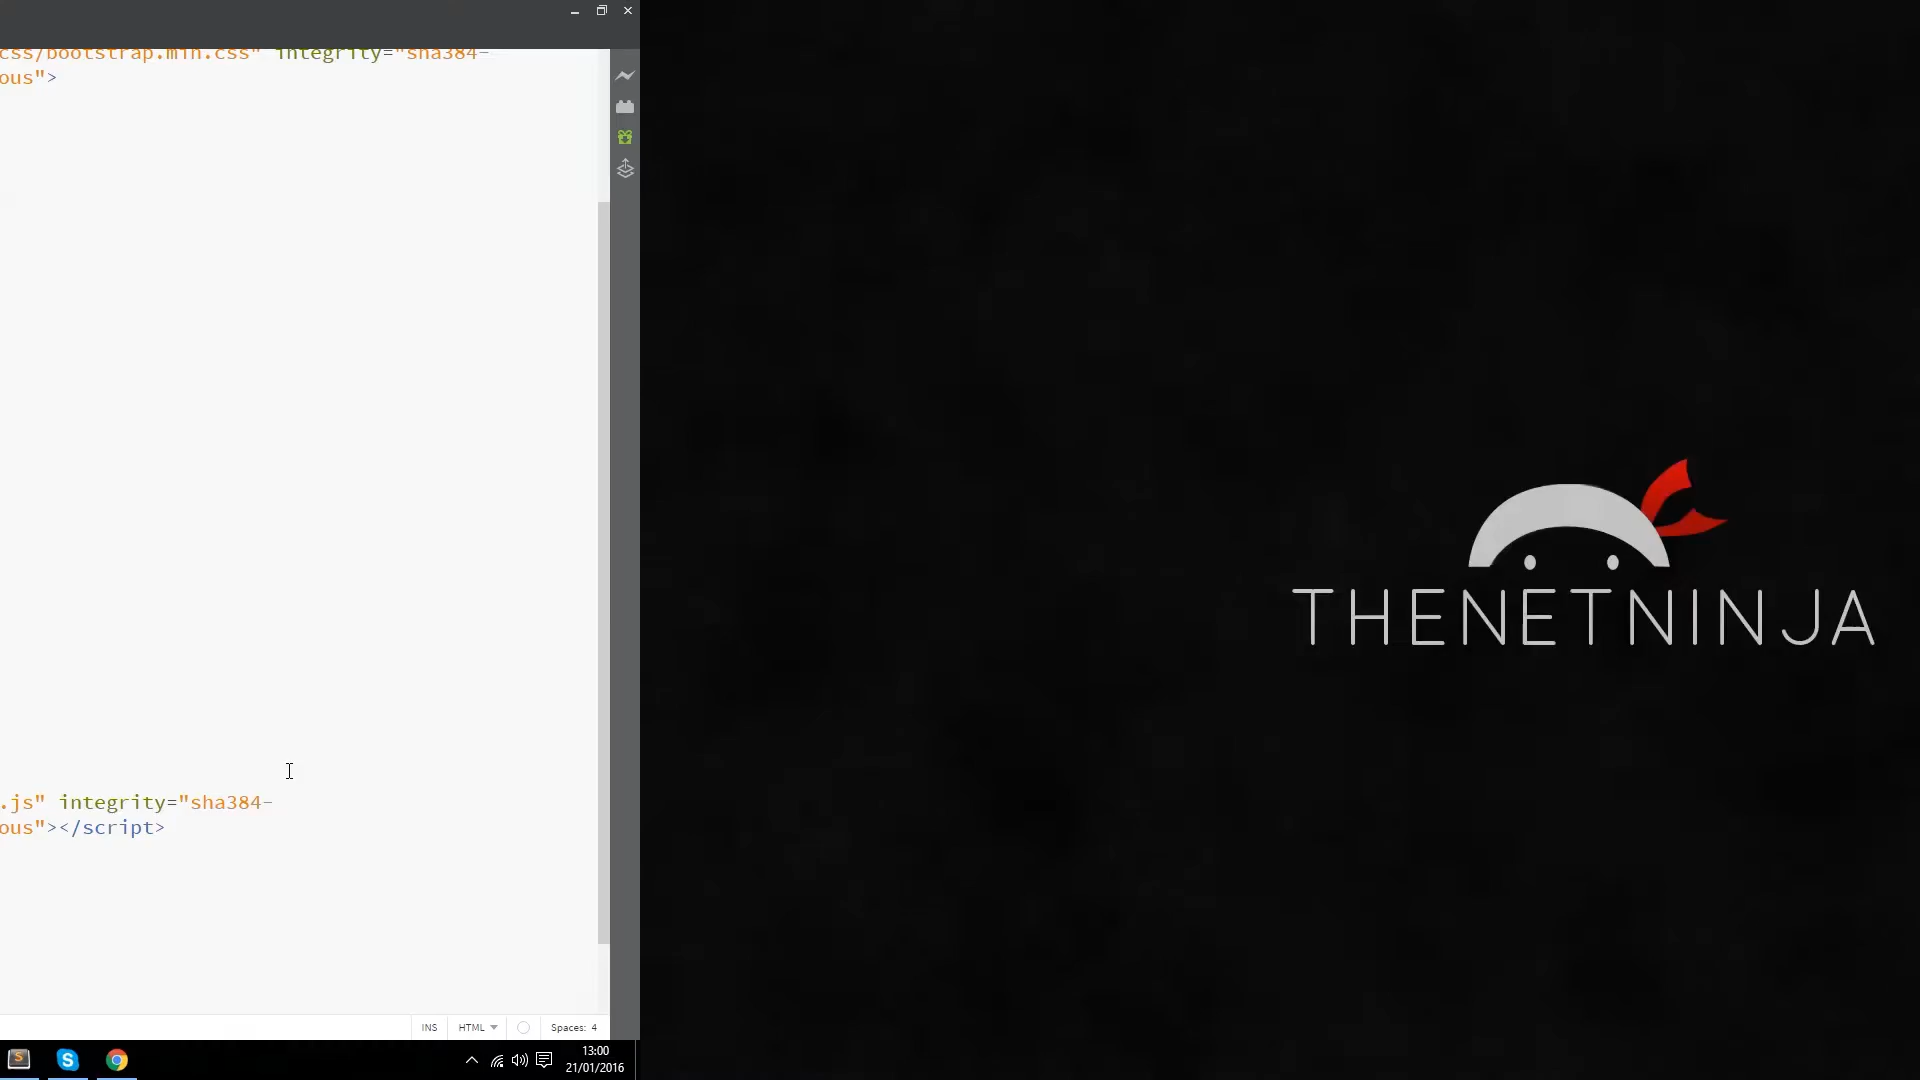 css/bootstrap.min.css" integrity="sha384-
ous">
.js" integrity="sha384-
ous"></script>
INS HTML Spaces: 4
13:00
21/01/2016
THENETNINJA